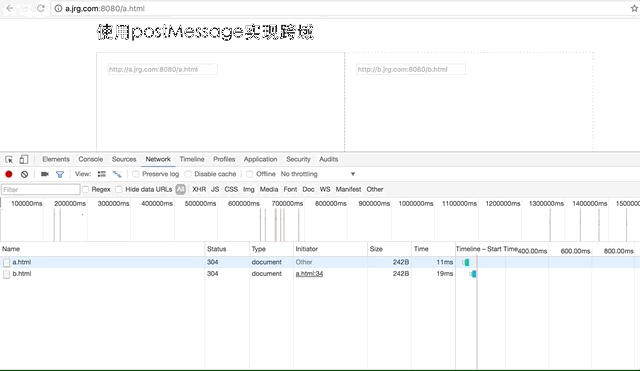 a.jrg.com:8080/a.html
使用postMessage实现跨域
http://a.jrg.com:8080/a.html
http://b.jrg.com:8080/b.html
Elements Console Sources Network Timeline Profiles Application Security Audits
View: Preserve log Disable cache Offline No throttling
Filter Regex Hide data URLs All XHR JS CSS Img Media Font Doc WS Manifest Other
100000ms 200000ms 300000ms 400000ms 500000ms 600000ms 700000ms 800000ms 900000ms 1000000ms 1100000ms 1200000ms 1300000ms 1400000ms 1500000ms
Name Status Type Initiator Size Time Timeline – Start Time 400.00ms 600.00ms 800.00ms
a.html 304 document Other 242B 11ms
b.html 304 document a.html:34 242B 19ms